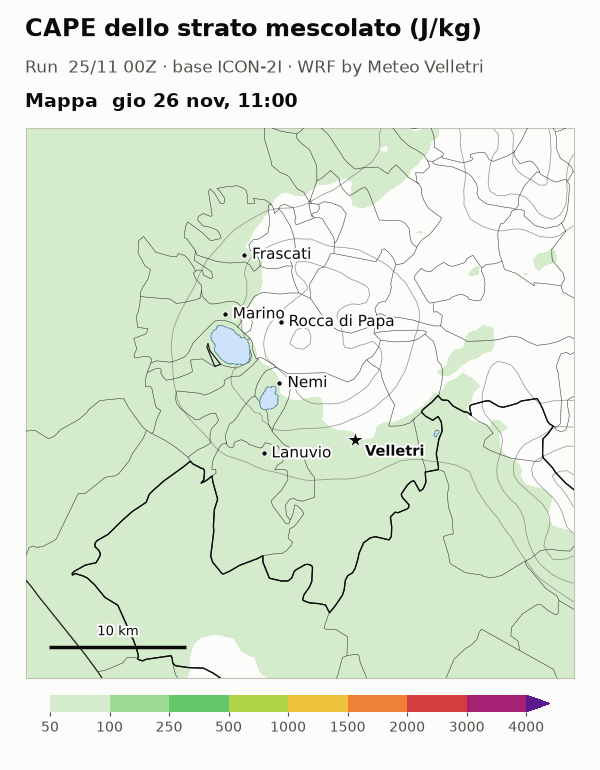 CAPE dello strato mescolato (J/kg)
Run  25/11 00Z · base ICON-2I · WRF by Meteo Velletri
Mappa  gio 26 nov, 11:00
Frascati
Marino
Rocca di Papa
Nemi
Velletri
Lanuvio
10 km
50 100 250 500 1000 1500 2000 3000 4000